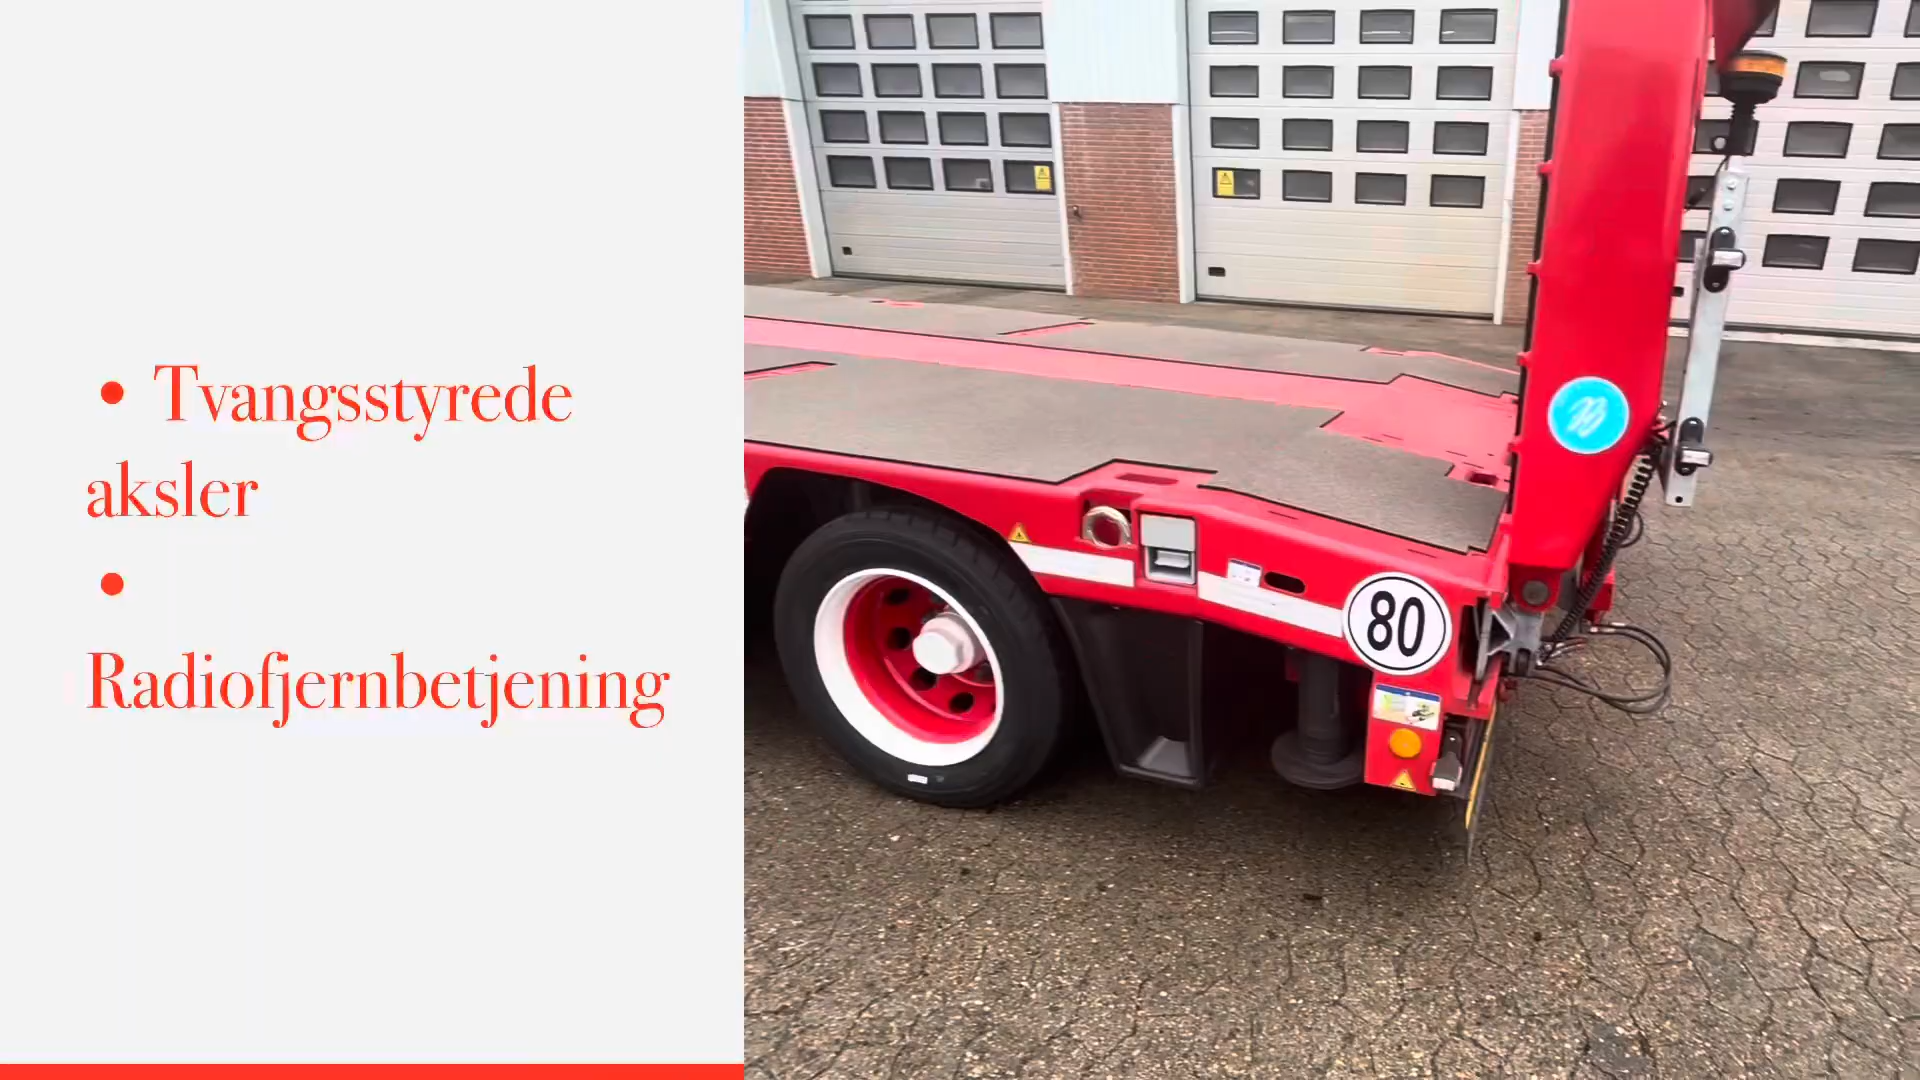 • Tvangsstyrede
aksler
•
Radiofjernbetjening
80